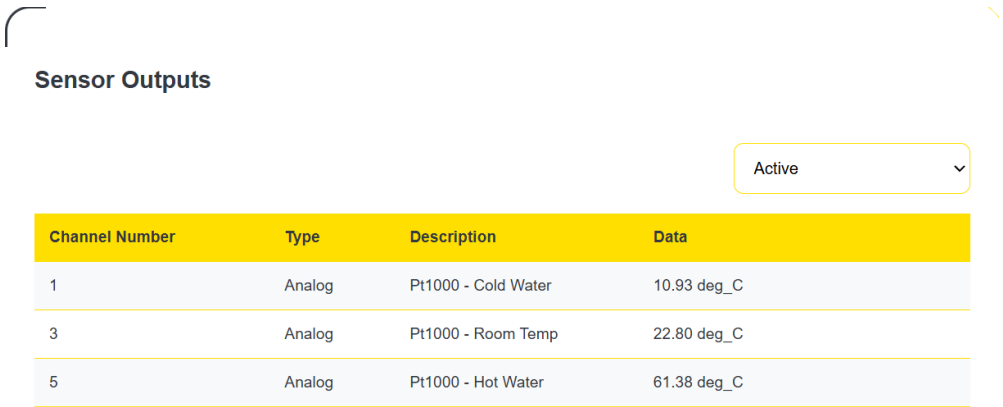 Sensor Outputs
Active
Channel Number Type Description Data
1 Analog Pt1000 - Cold Water 10.93 deg_C
3 Analog Pt1000 - Room Temp 22.80 deg_C
5 Analog Pt1000 - Hot Water 61.38 deg_C